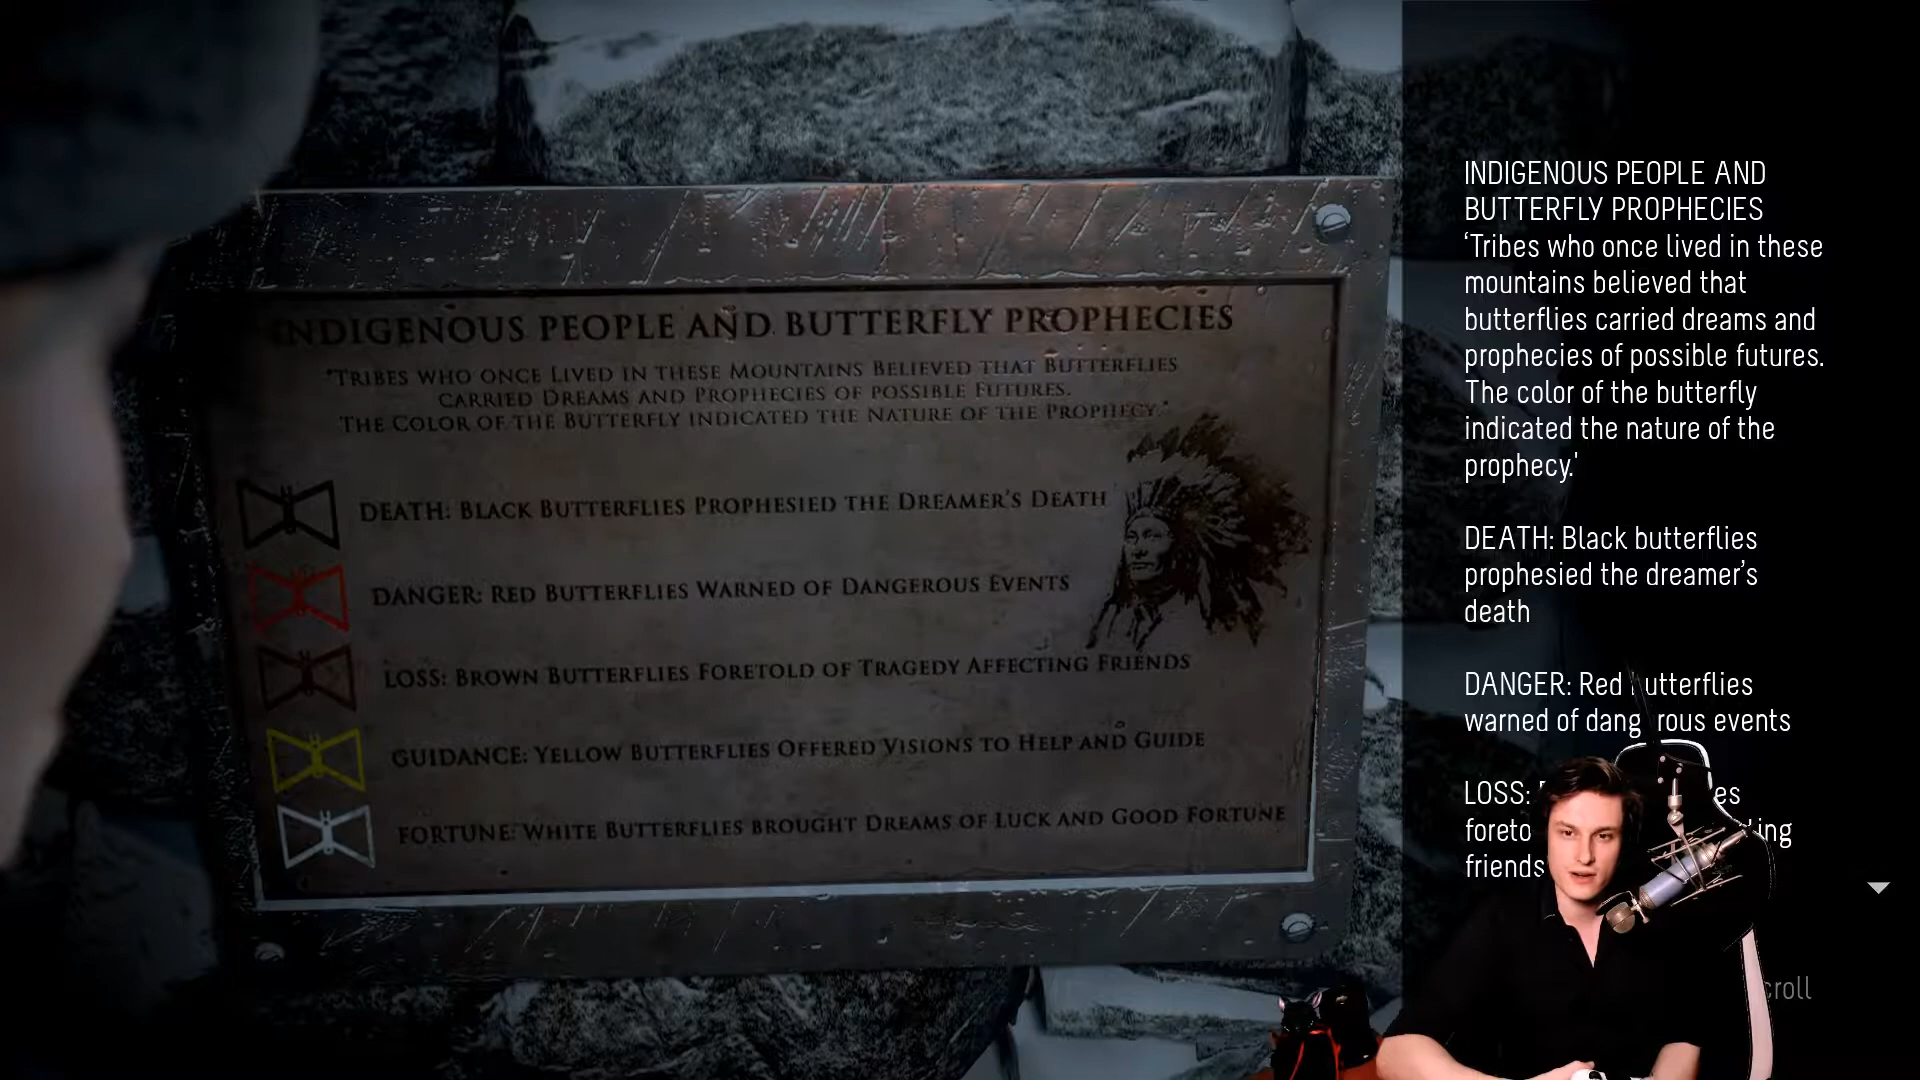 INDIGENOUS PEOPLE AND BUTTERFLY PROPHECIES
"TRIBES WHO ONCE LIVED IN THESE MOUNTAINS BELIEVED THAT BUTTERFLIES
CARRIED DREAMS AND PROPHECIES OF POSSIBLE FUTURES.
THE COLOR OF THE BUTTERFLY INDICATED THE NATURE OF THE PROPHECY."
DEATH: BLACK BUTTERFLIES PROPHESIED THE DREAMER'S DEATH
DANGER: RED BUTTERFLIES WARNED OF DANGEROUS EVENTS
LOSS: BROWN BUTTERFLIES FORETOLD OF TRAGEDY AFFECTING FRIENDS
GUIDANCE: YELLOW BUTTERFLIES OFFERED VISIONS TO HELP AND GUIDE
FORTUNE: WHITE BUTTERFLIES BROUGHT DREAMS OF LUCK AND GOOD FORTUNE
INDIGENOUS PEOPLE AND
BUTTERFLY PROPHECIES
‘Tribes who once lived in these
mountains believed that
butterflies carried dreams and
prophecies of possible futures.
The color of the butterfly
indicated the nature of the
prophecy.'
DEATH: Black butterflies
prophesied the dreamer’s
death
DANGER: Red butterflies
warned of dangerous events
LOSS:
friends